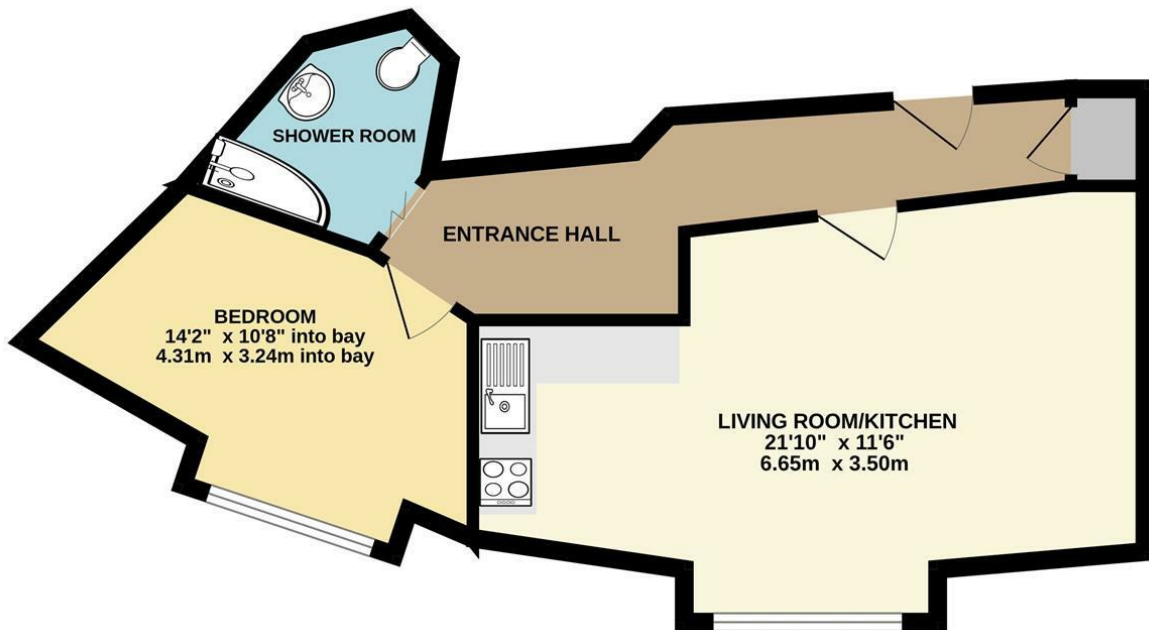 SHOWER ROOM
ENTRANCE HALL
BEDROOM
14'2" x 10'8" into bay
4.31m x 3.24m into bay
LIVING ROOM/KITCHEN
21'10" x 11'6"
6.65m x 3.50m